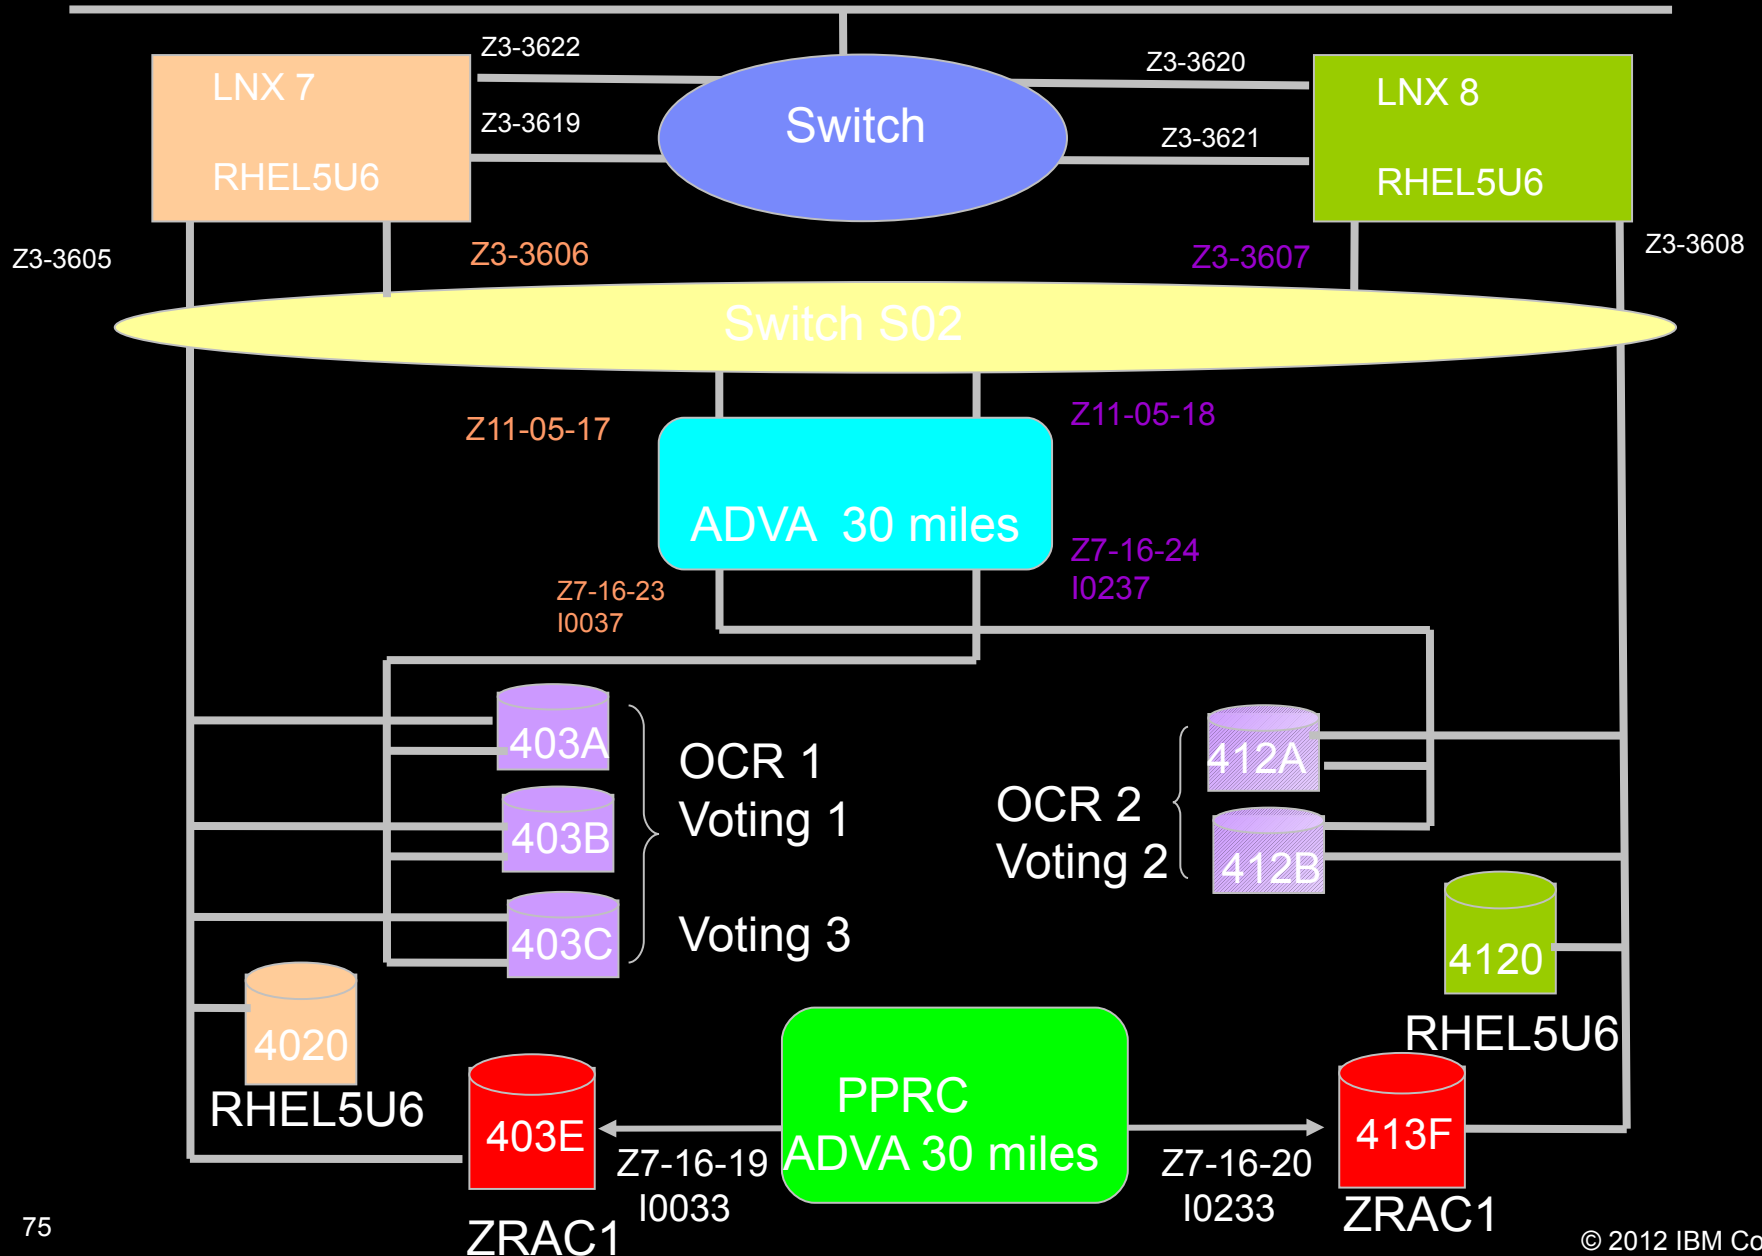 Z3-3622
Z3-3620
LNX 7
LNX 8
Switch
Z3-3619
Z3-3621
RHEL5U6
RHEL5U6
Z3-3605
Z3-3606
Z3-3607
Z3-3608
Switch S02
Z11-05-17
Z11-05-18
ADVA 30 miles
Z7-16-23
I0037
Z7-16-24
I0237
403A
403B
403C
OCR 1
Voting 1
Voting 3
OCR 2
Voting 2
412A
412B
4120
RHEL5U6
4020
RHEL5U6
403E
ZRAC1
Z7-16-19
I0033
PPRC
ADVA 30 miles
Z7-16-20
I0233
413F
ZRAC1
75
© 2012 IBM Co